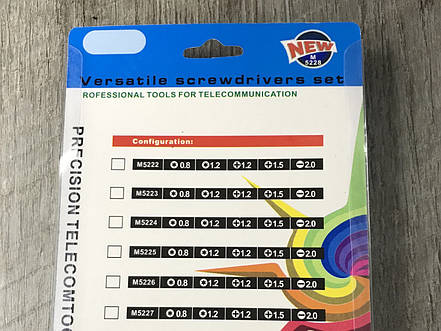 NEW
M
5228
Versatile screwdrivers set
ROFESSIONAL TOOLS FOR TELECOMMUNICATION
PRECISION TELECOMTOO
Configuration:
M5222 0.8 1.2 1.2 1.5 2.0
M5223 0.8 1.2 1.2 1.5 2.0
M5224 0.8 1.2 1.2 1.5 2.0
M5225 0.8 1.2 1.2 1.5 2.0
M5226 0.8 1.2 1.2 1.5 2.0
M5227 0.8 1.2 1.2 1.5 2.0